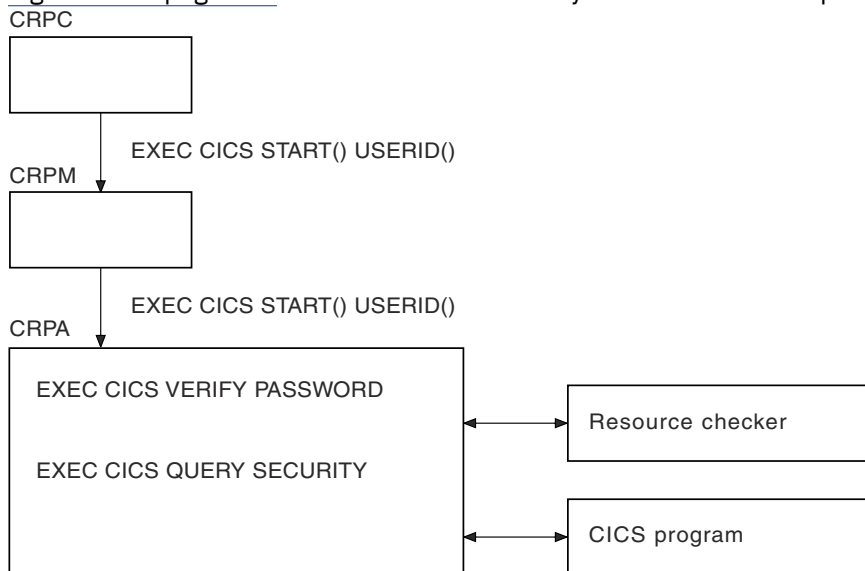 CRPC
EXEC CICS START() USERID()
CRPM
EXEC CICS START() USERID()
CRPA
EXEC CICS VERIFY PASSWORD
Resource checker
EXEC CICS QUERY SECURITY
CICS program